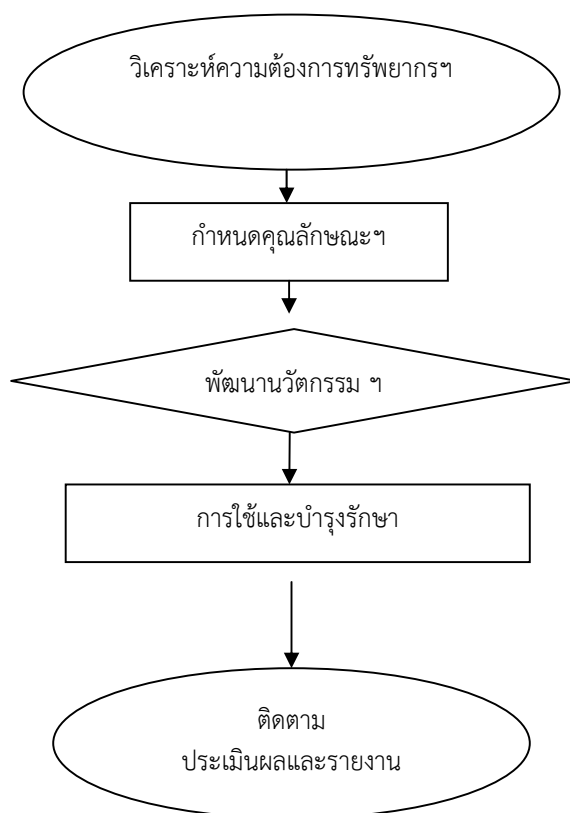 วิเคราะห์ความต้องการทรัพยากรฯ
กำหนดคุณลักษณะฯ
พัฒนานวัตกรรม ฯ
การใช้และบำรุงรักษา
ติดตาม
ประเมินผลและรายงาน